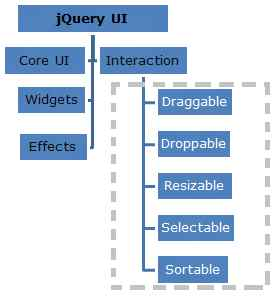 jQuery UI
Core UI
Interaction
Widgets
Effects
Draggable
Droppable
Resizable
Selectable
Sortable